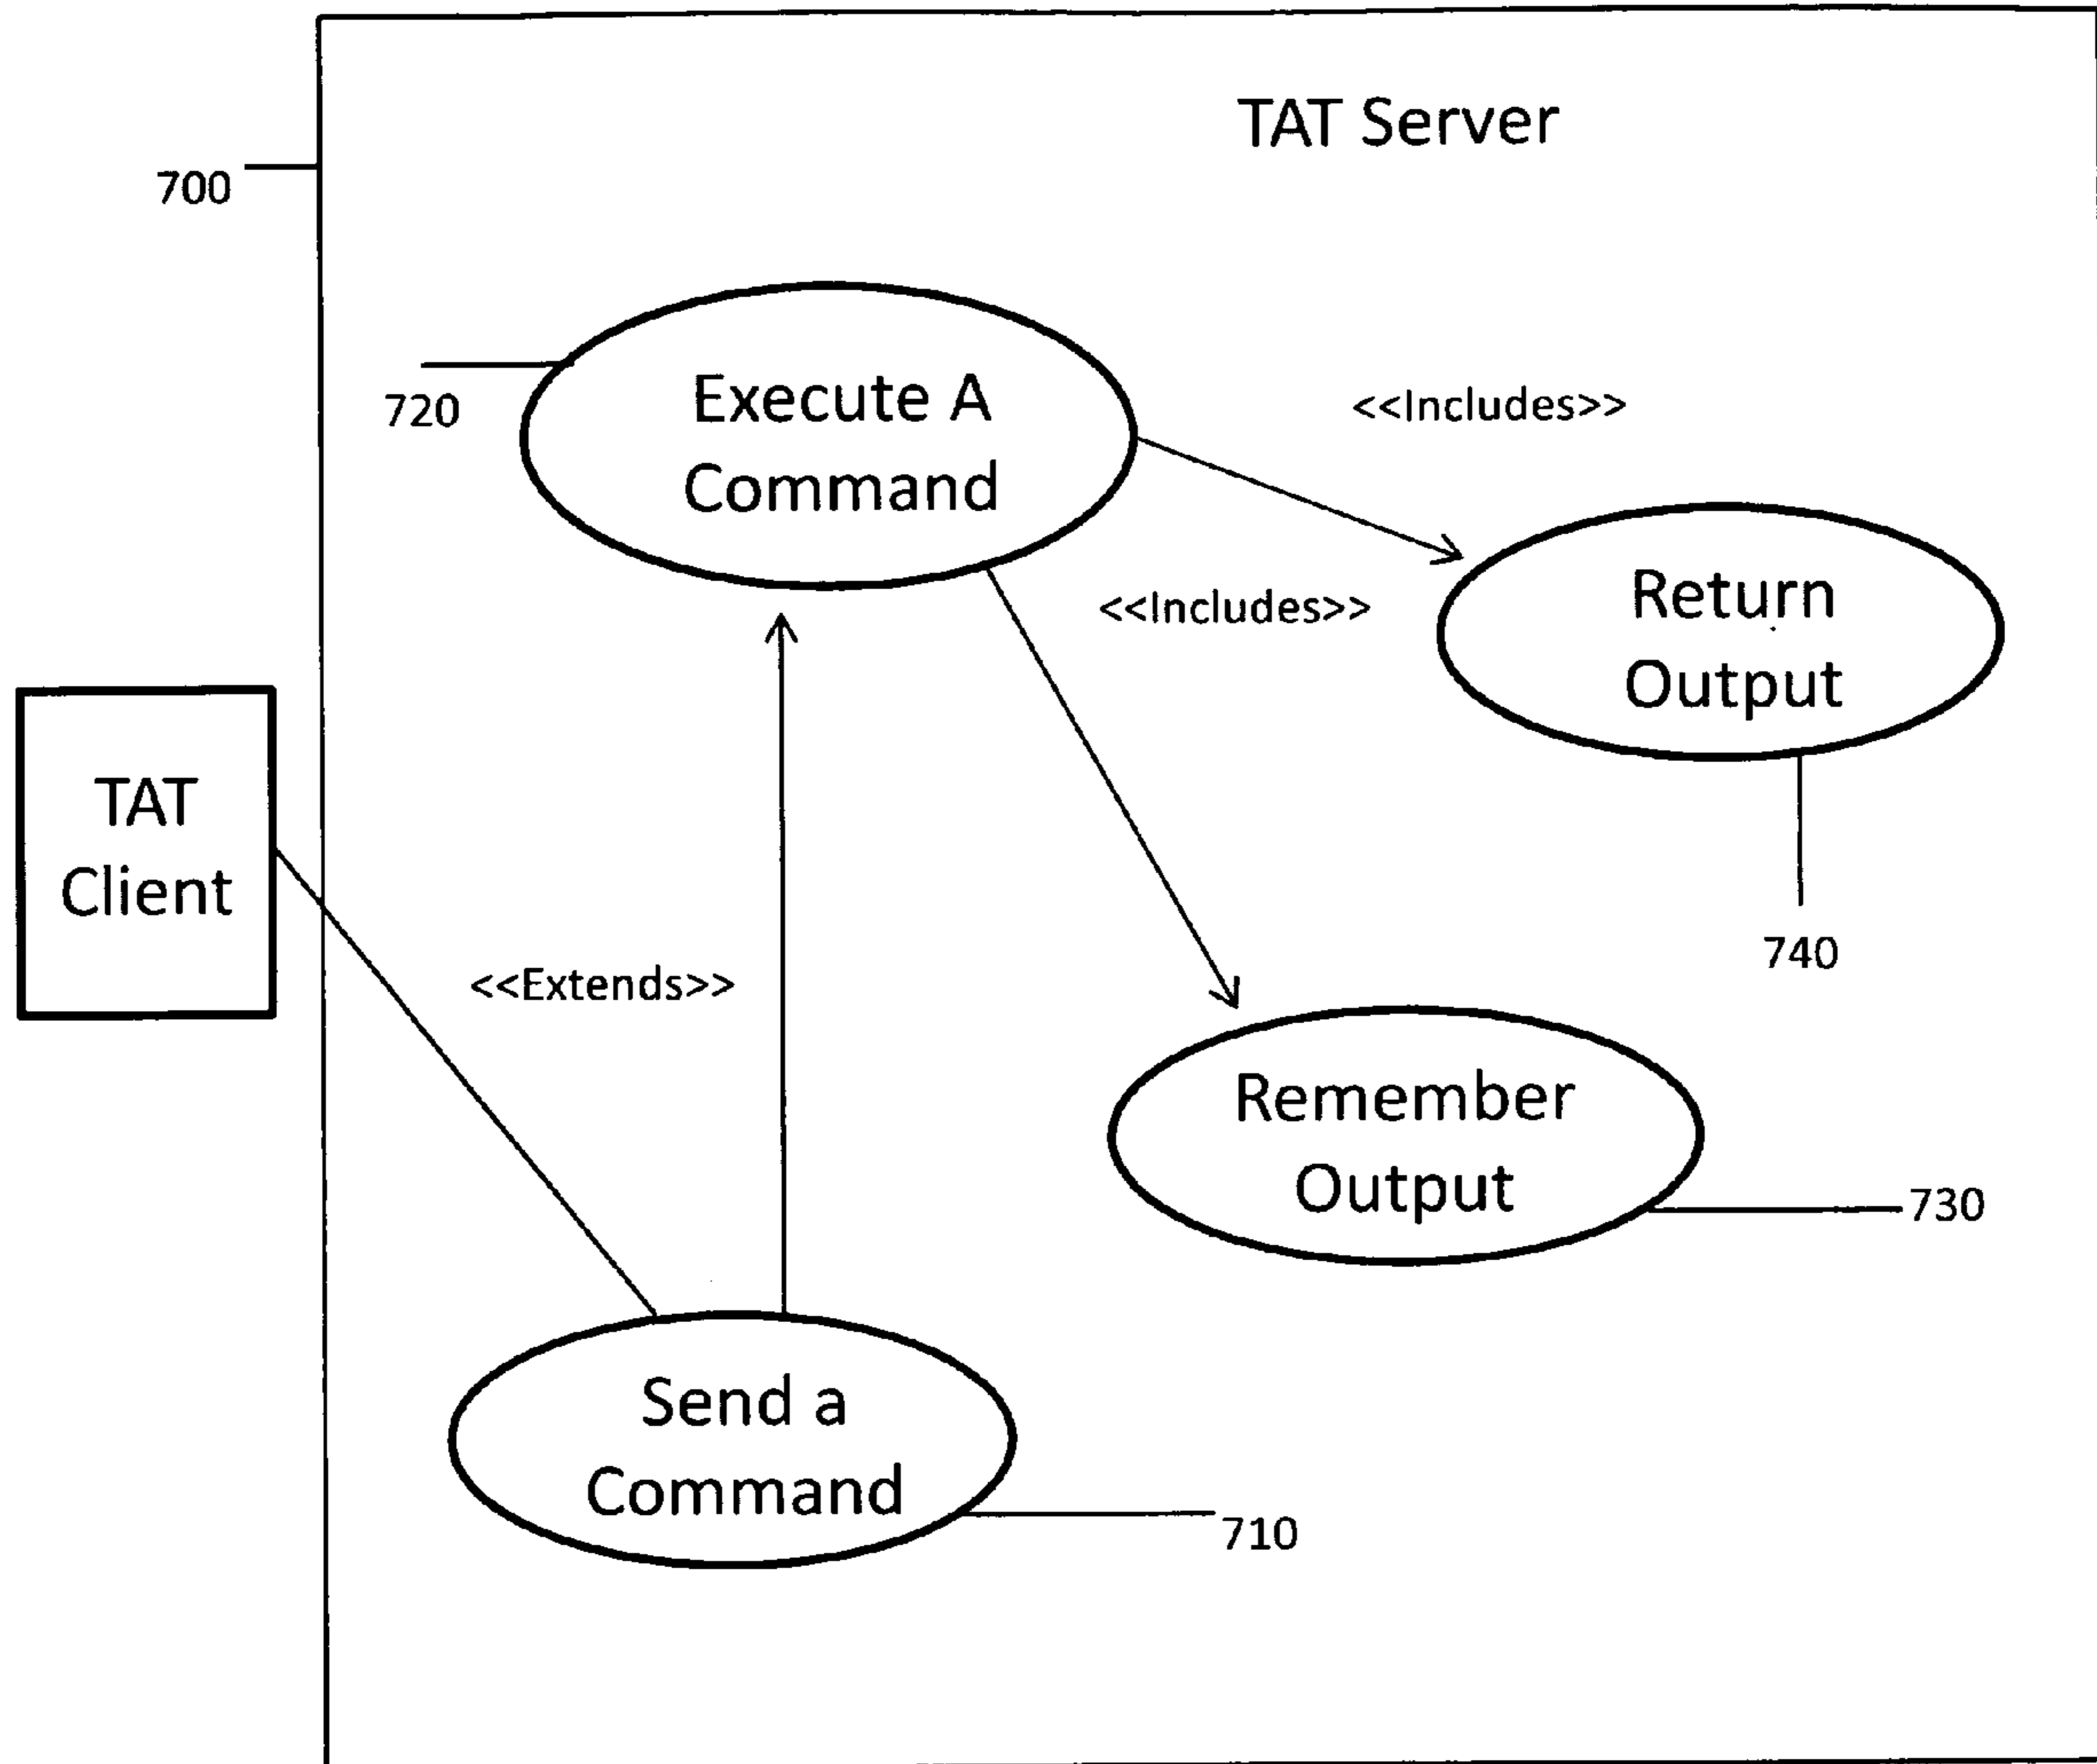 TAT Server
700
720
Execute A
Command
<<Includes>>
<<Includes>>
Return
Output
740
TAT
Client
<<Extends>>
Remember
Output
730
Send a
Command
710